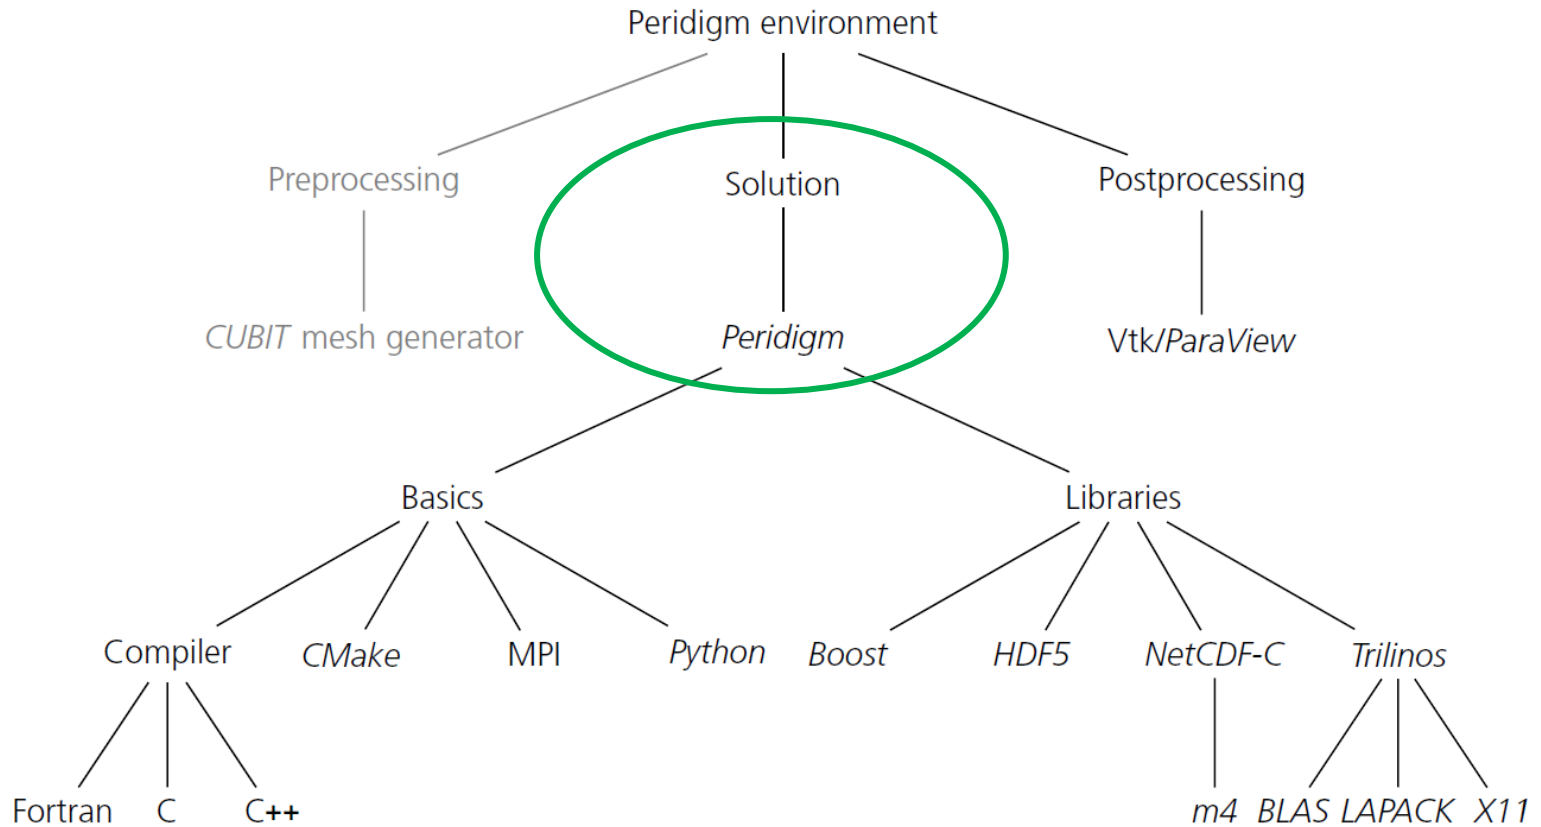 Peridigm environment
Preprocessing
Solution
Postprocessing
CUBIT mesh generator
Peridigm
Vtk/ParaView
Basics
Libraries
Compiler
CMake
MPI
Python
Boost
HDF5
NetCDF-C
Trilinos
Fortran
C
C++
m4
BLAS
LAPACK
X11